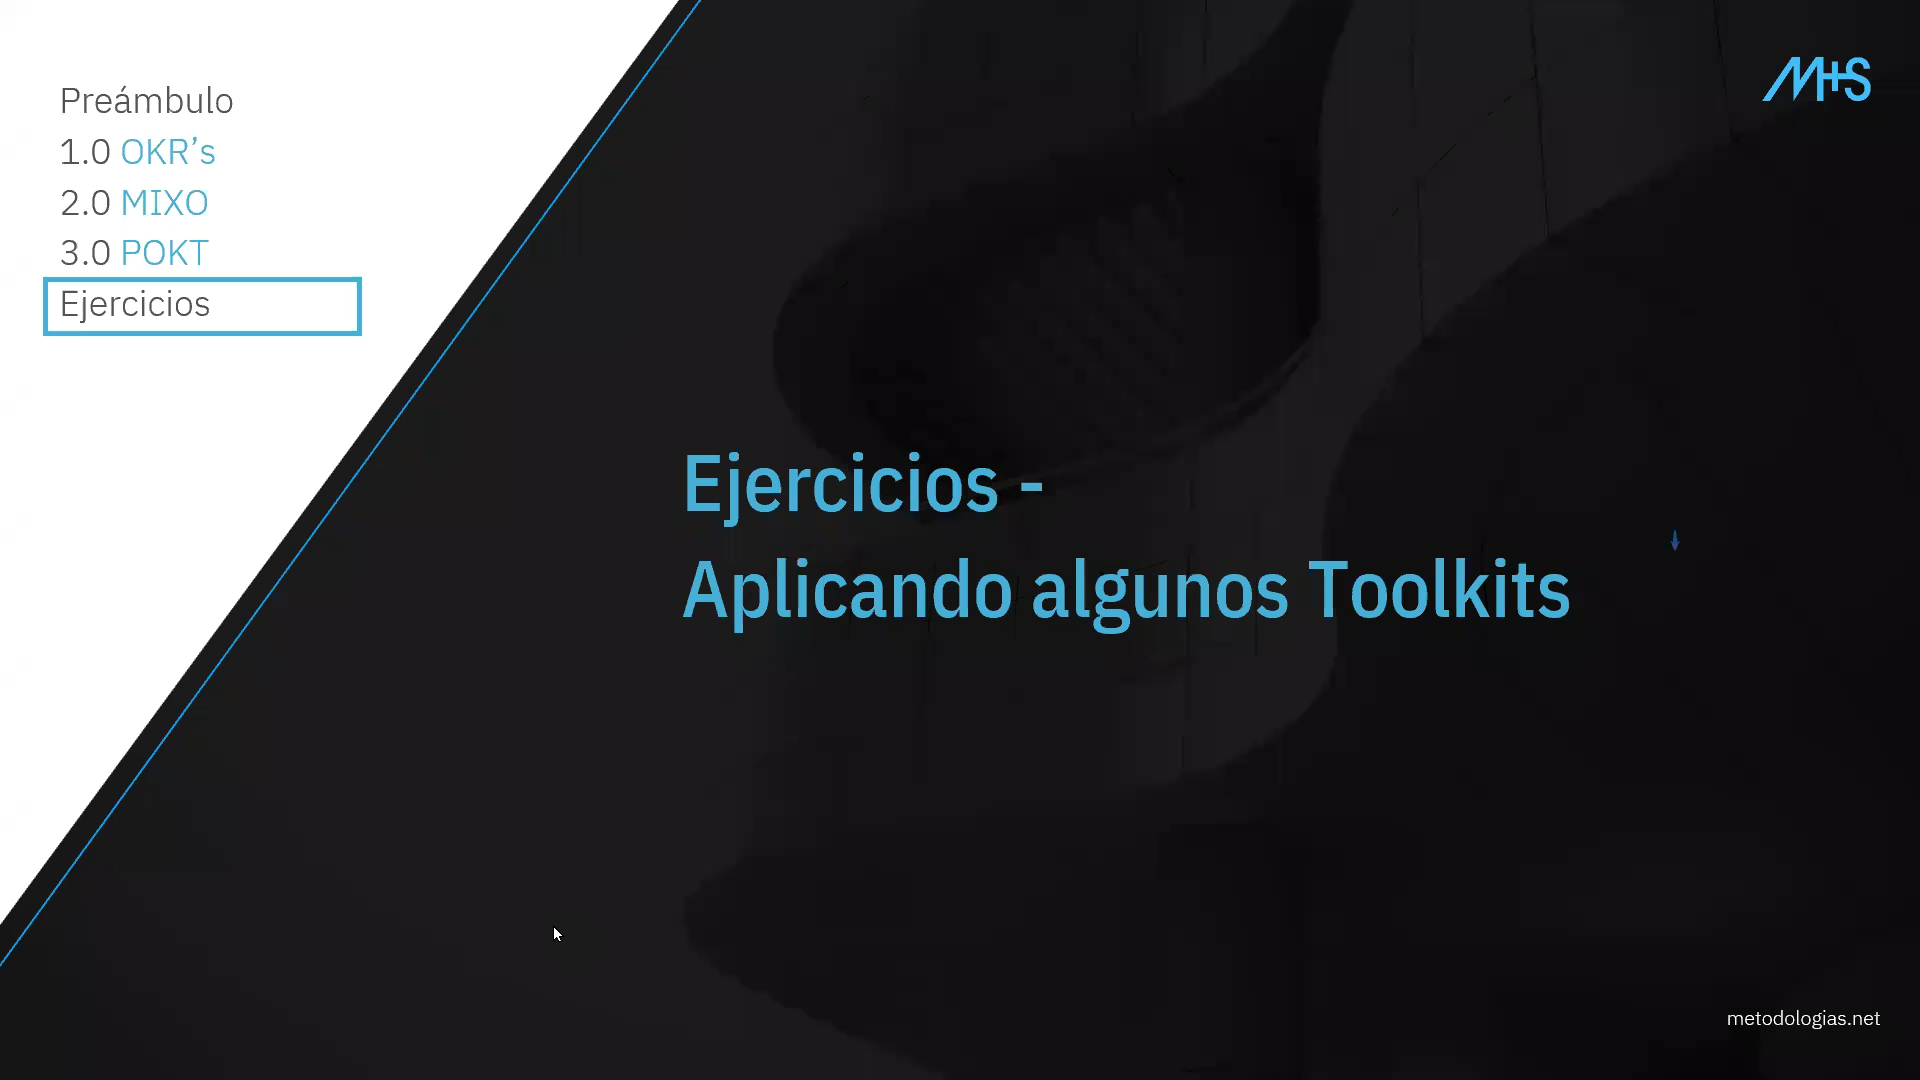 Preámbulo
1.0 OKR’s
2.0 MIXO
3.0 POKT
Ejercicios
M+S
Ejercicios -
Aplicando algunos Toolkits
metodologias.net